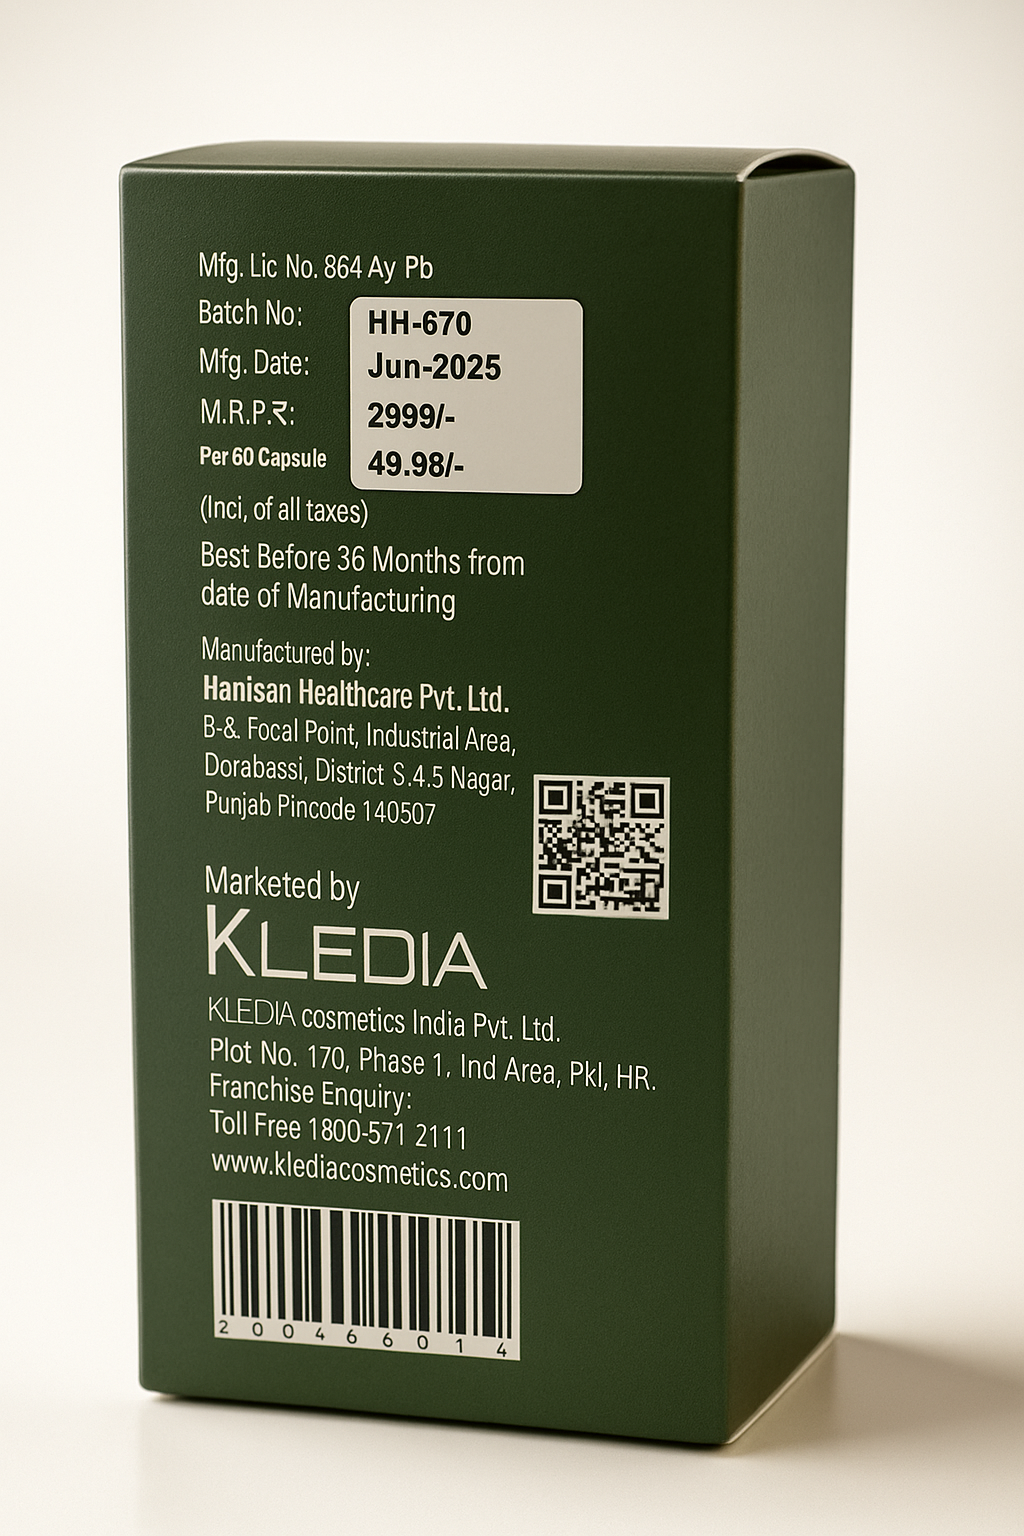 Mfg. Lic No. 864 Ay Pb
Batch No: HH-670
Mfg. Date: Jun-2025
M.R.P.₹: 2999/-
Per 60 Capsule 49.98/-
(Inci, of all taxes)
Best Before 36 Months from
date of Manufacturing
Manufactured by:
Hanisan Healthcare Pvt. Ltd.
B-&. Focal Point, Industrial Area,
Dorabassi, District S.4.5 Nagar,
Punjab Pincode 140507
Marketed by
KLEDIA
KLEDIA cosmetics India Pvt. Ltd.
Plot No. 170, Phase 1, Ind Area, Pkl, HR.
Franchise Enquiry:
Toll Free 1800-571 2111
www.klediacosmetics.com
2 0 0 4 6 6 0 1 4